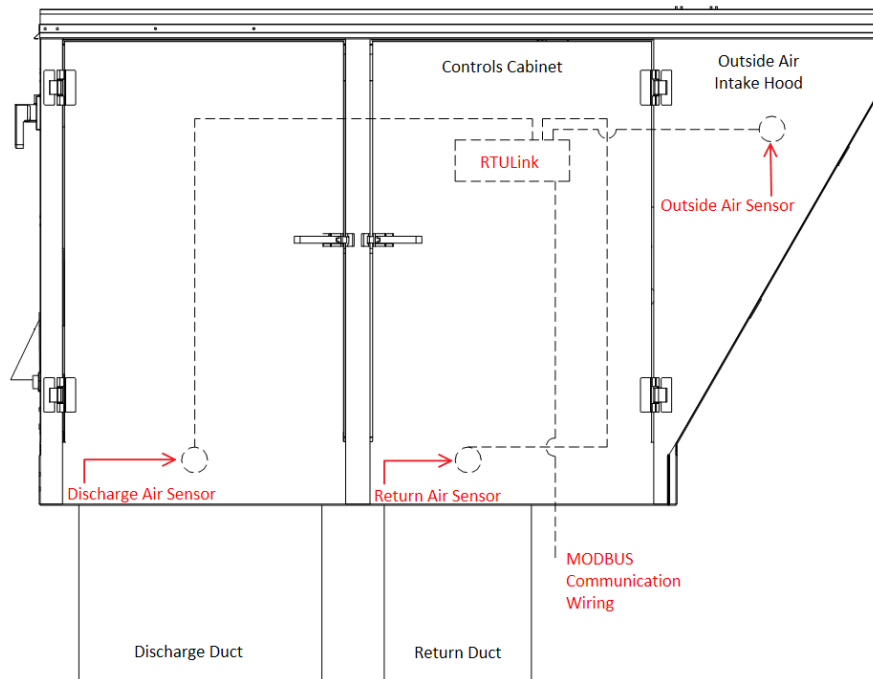 Controls Cabinet
Outside Air
Intake Hood
RTULink
Outside Air Sensor
Discharge Air Sensor
Return Air Sensor
MODBUS
Communication
Wiring
Discharge Duct
Return Duct